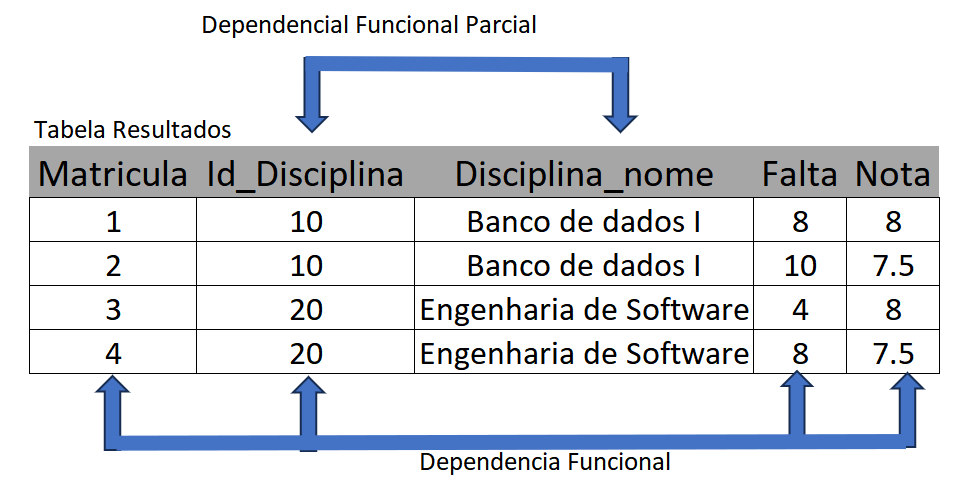 Dependencial Funcional Parcial
Tabela Resultados
Matricula Id_Disciplina Disciplina_nome Falta Nota
1 10 Banco de dados I 8 8
2 10 Banco de dados I 10 7.5
3 20 Engenharia de Software 4 8
4 20 Engenharia de Software 8 7.5
Dependencia Funcional